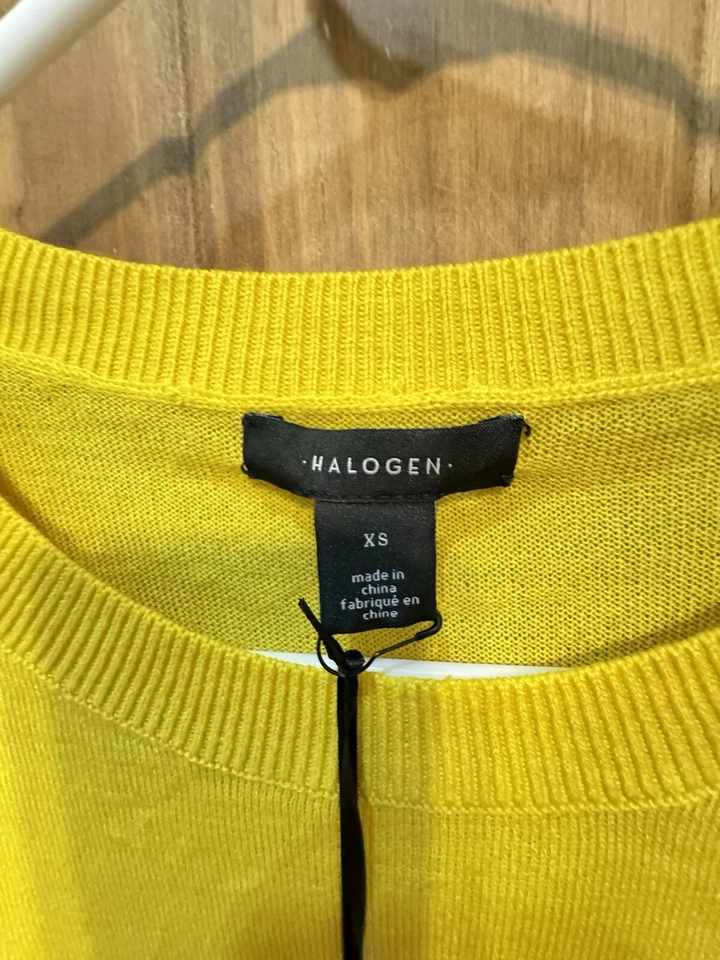 ·HALOGEN·
XS
made in
china
fabriqué en
chine